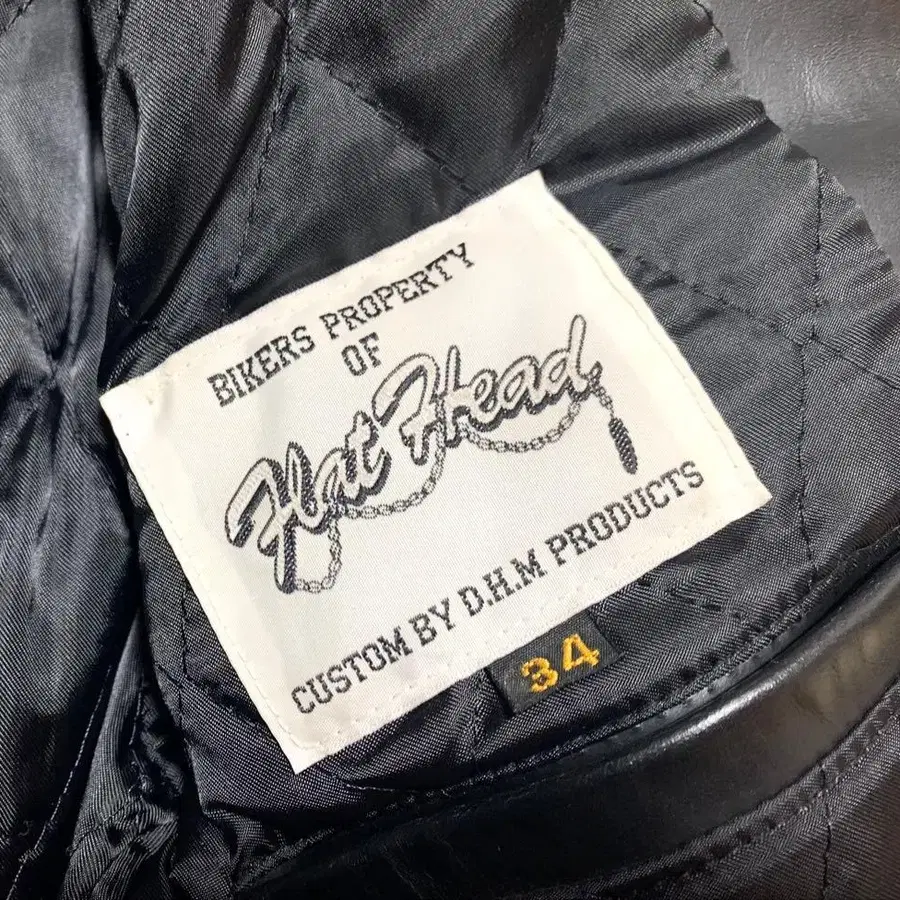 BIKERS PROPERTY
OF
Flat Head
CUSTOM BY D.H.M PRODUCTS
34